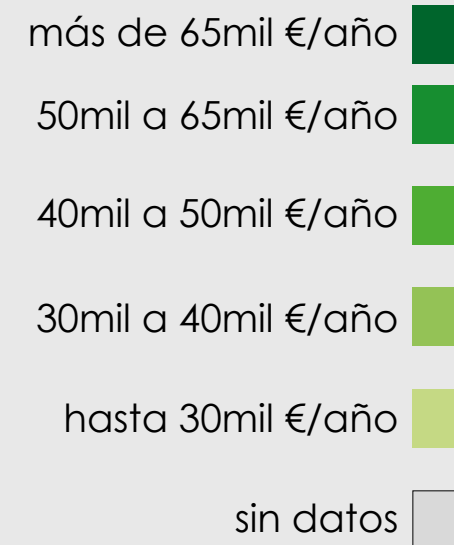 más de 65mil €/año
50mil a 65mil €/año
40mil a 50mil €/año
30mil a 40mil €/año
hasta 30mil €/año
sin datos